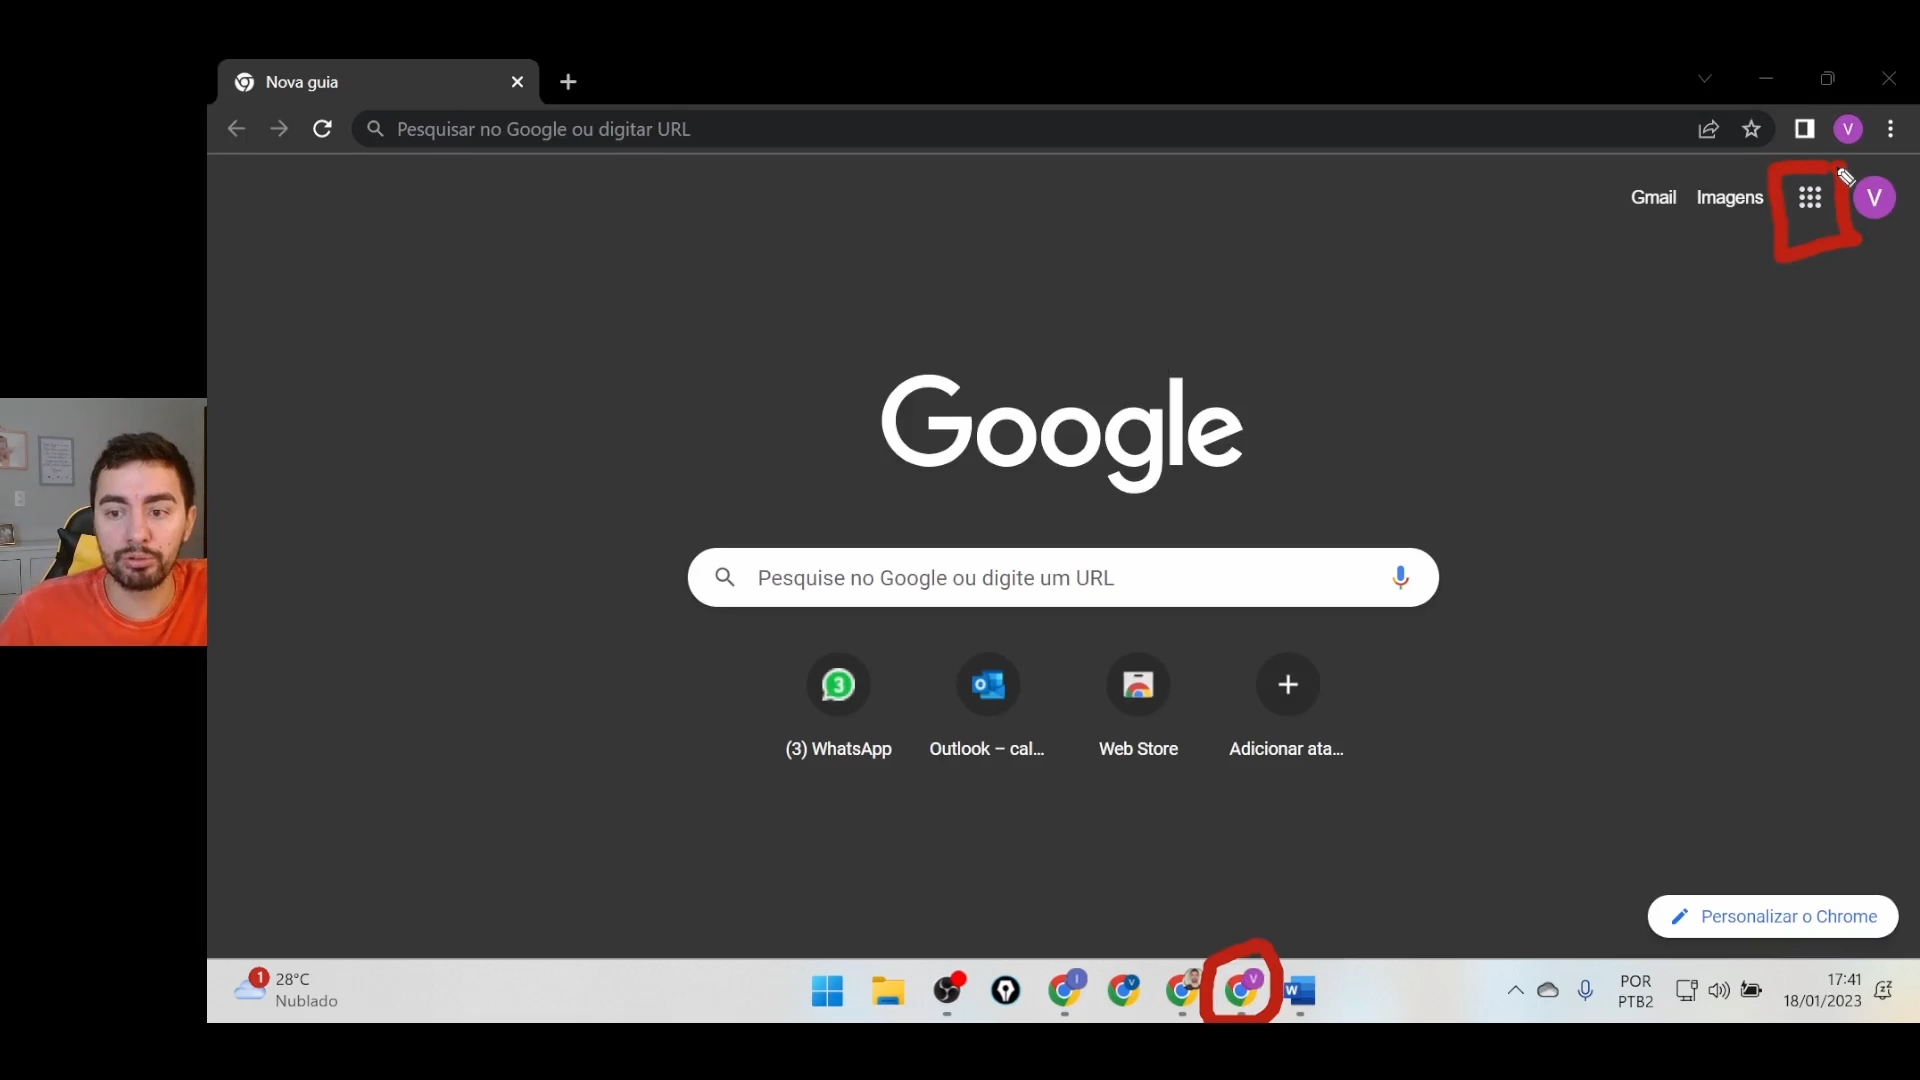 Nova guia
Pesquisar no Google ou digitar URL
V
Gmail Imagens V
Google
Pesquise no Google ou digite um URL
3
(3) WhatsApp Outlook – cal... Web Store Adicionar ata...
Personalizar o Chrome
1 28°C
Nublado
I V V W
POR
PTB2
17:41
18/01/2023